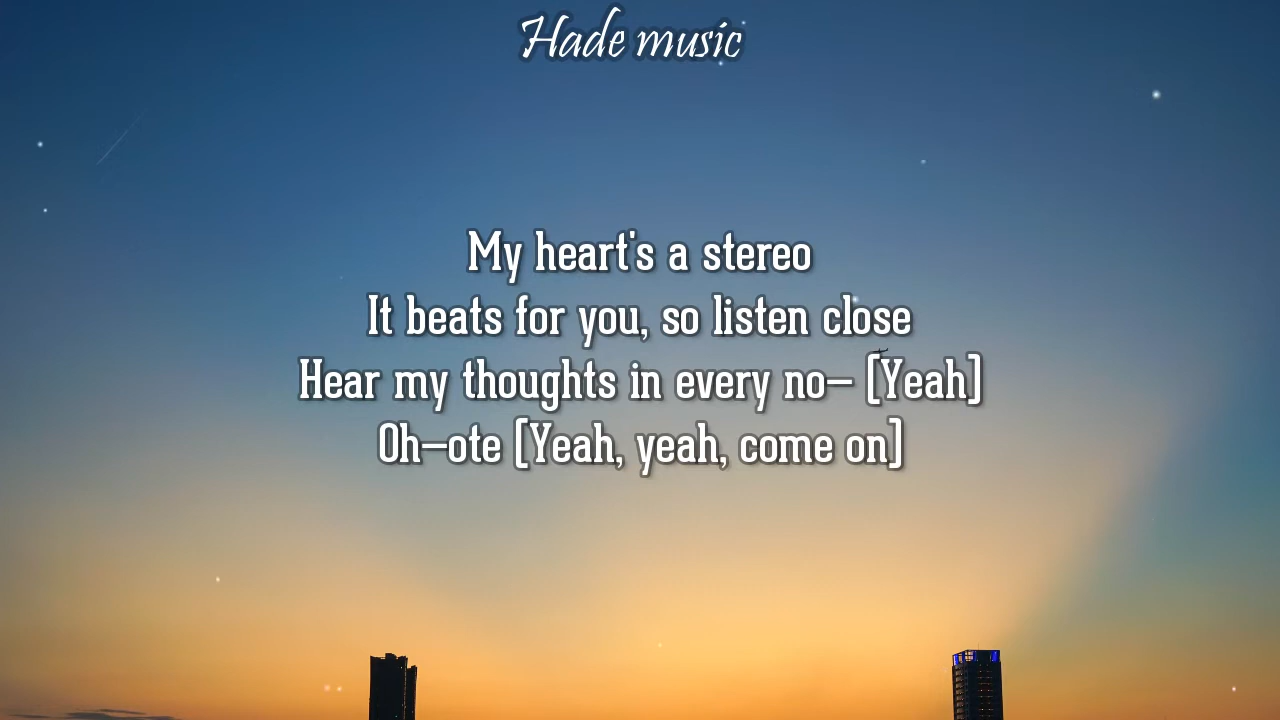 Hade music
My heart's a stereo
It beats for you, so listen close
Hear my thoughts in every no– [Yeah]
Oh–ote [Yeah, yeah, come on]